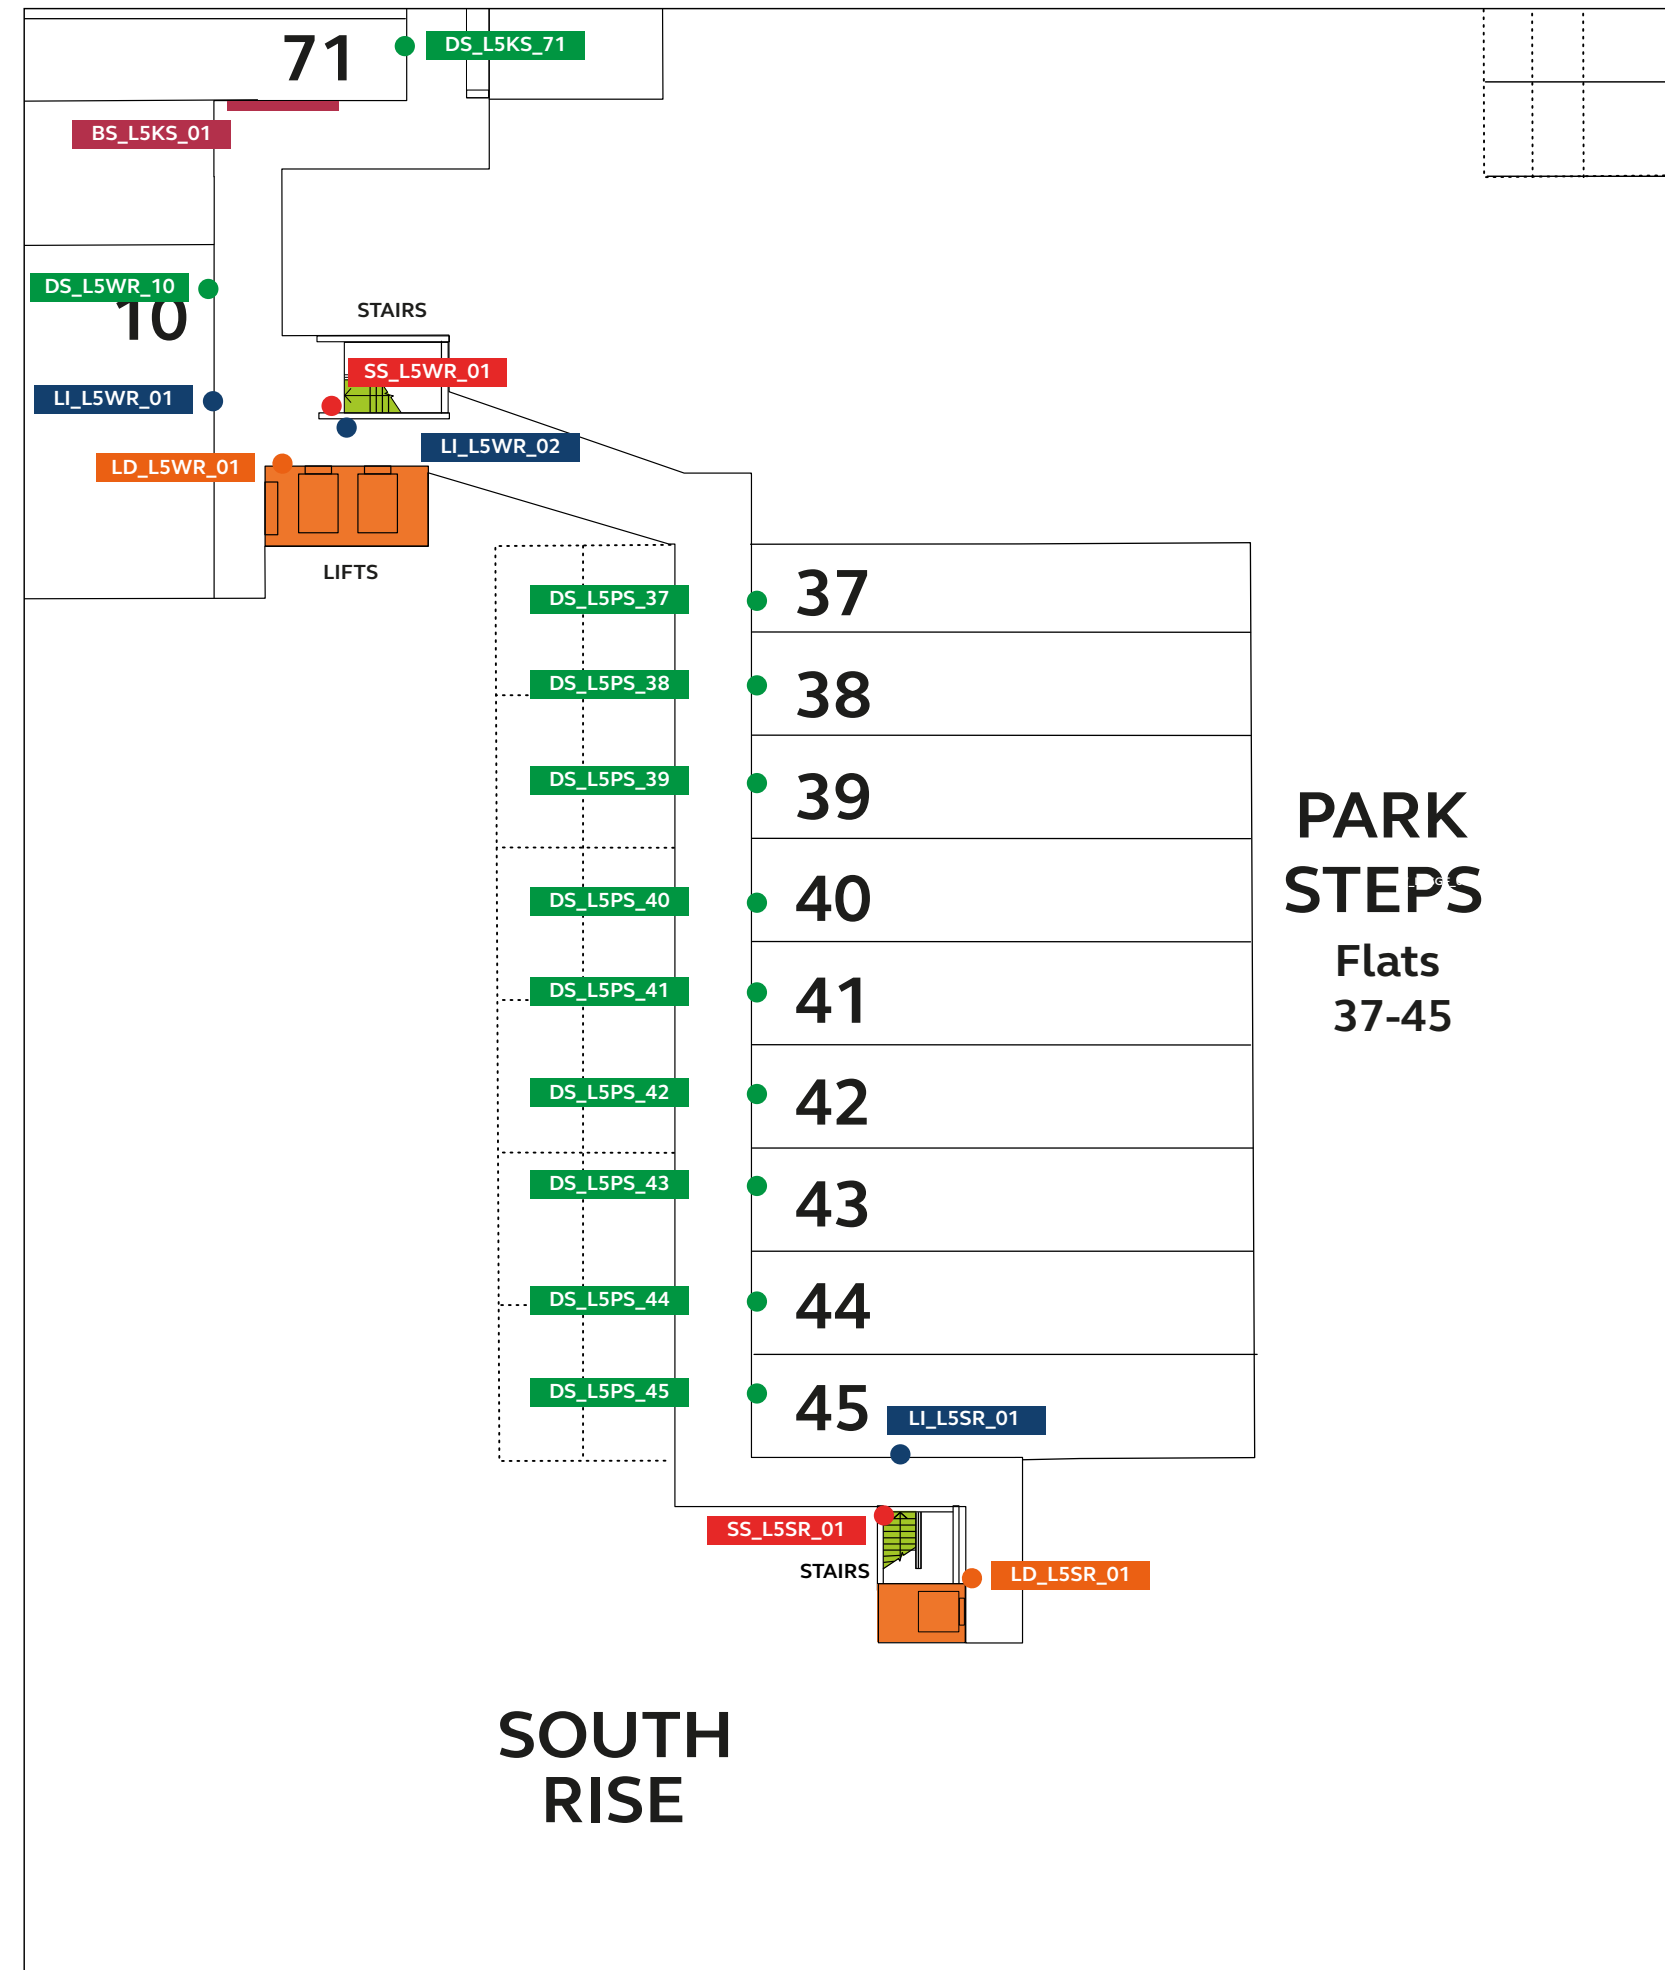 71
DS_L5KS_71
BS_L5KS_01
DS_L5WR_10
10
STAIRS
SS_L5WR_01
LI_L5WR_01
LI_L5WR_02
LD_L5WR_01
LIFTS
DS_L5PS_37
37
DS_L5PS_38
38
DS_L5PS_39
39
DS_L5PS_40
40
DS_L5PS_41
41
DS_L5PS_42
42
DS_L5PS_43
43
DS_L5PS_44
44
DS_L5PS_45
45
PARK
STEPS
Flats
37-45
LI_L5SR_01
SS_L5SR_01
STAIRS
LD_L5SR_01
SOUTH
RISE